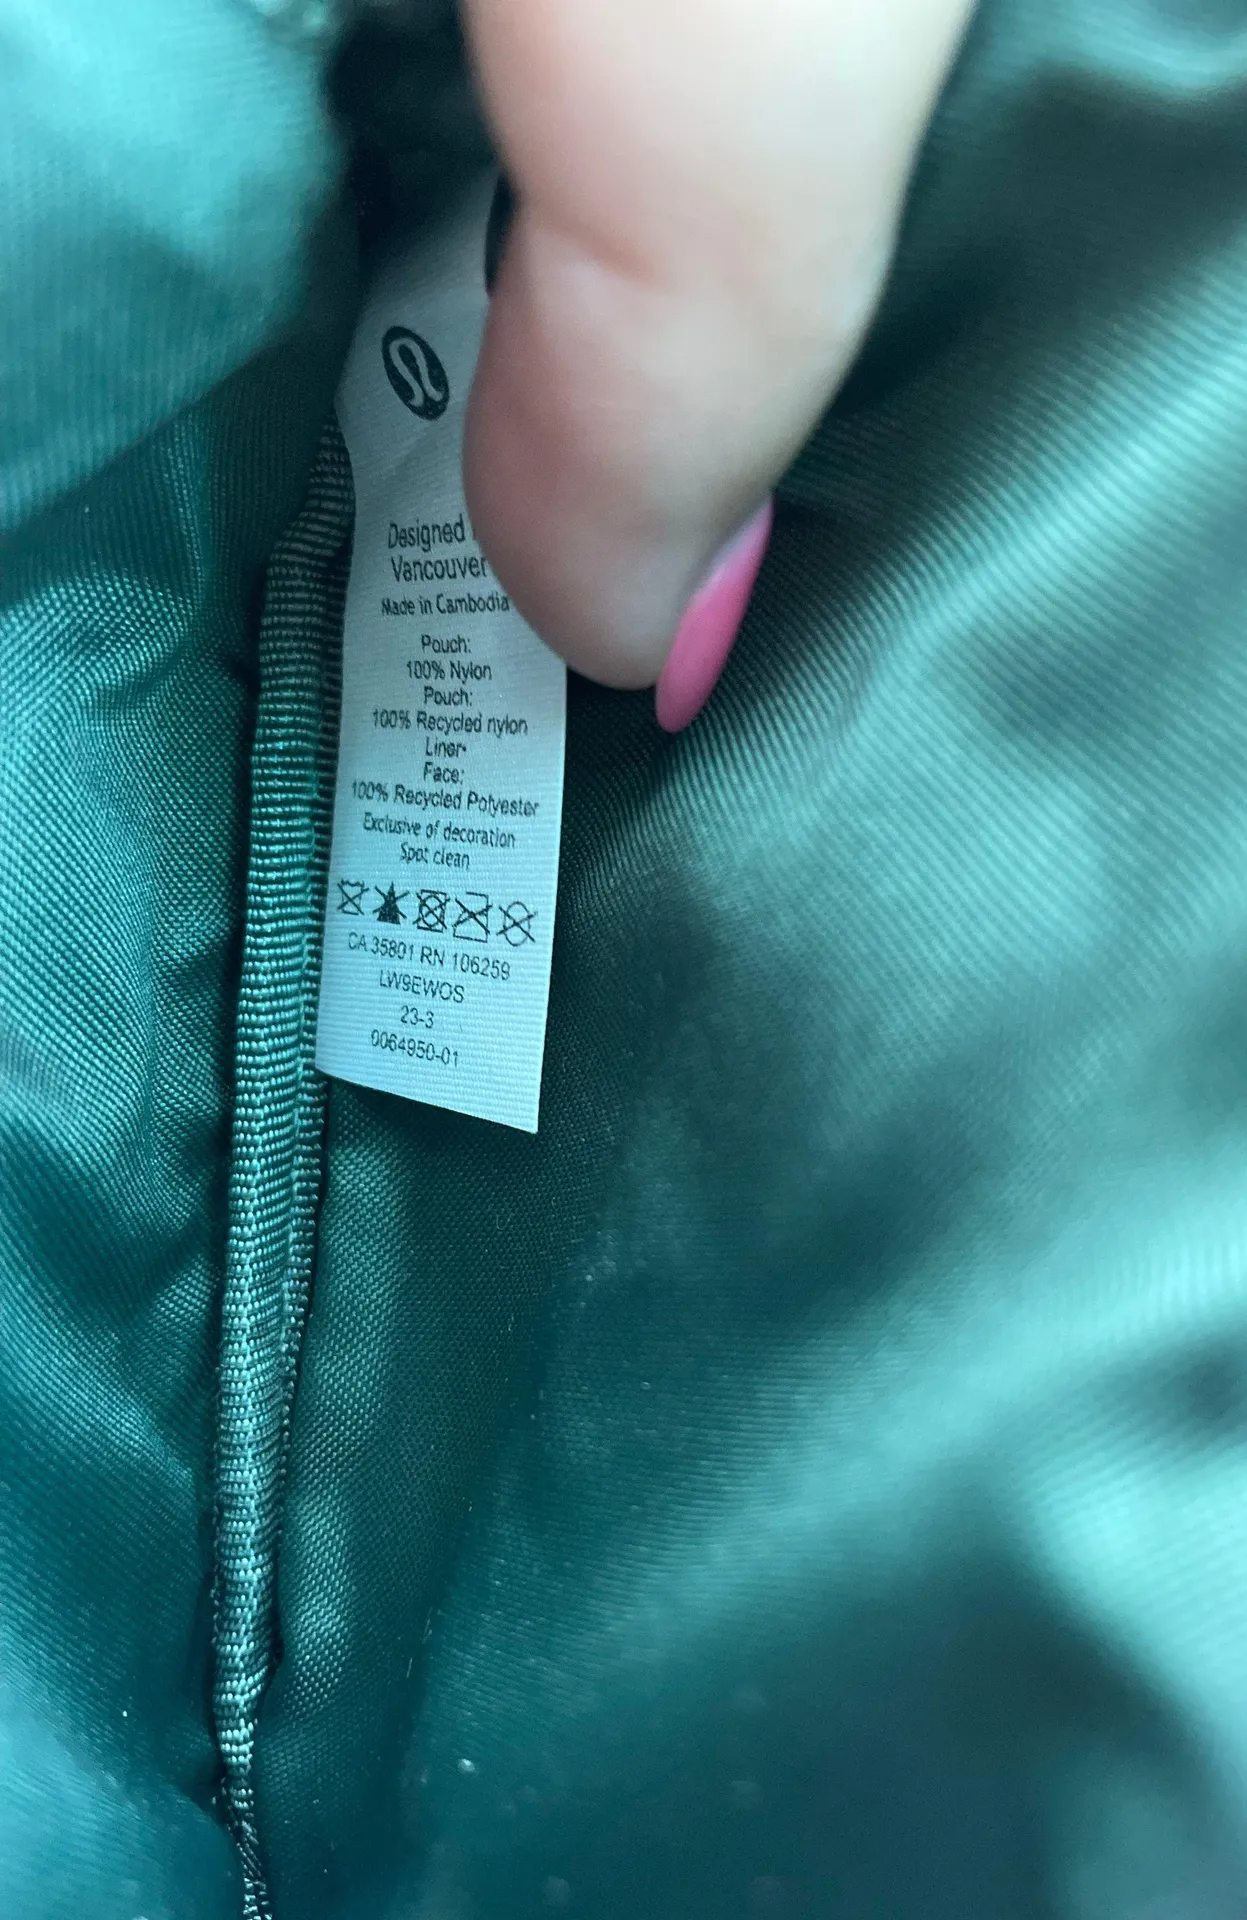 Designed
Vancouver
Made in Cambodia
Pouch:
100% Nylon
Pouch:
100% Recycled nylon
Liner-
Face:
100% Recycled Polyester
Exclusive of decoration
Spot clean
CA 35801 RN 106259
LW9EWOS
23-3
0064950-01